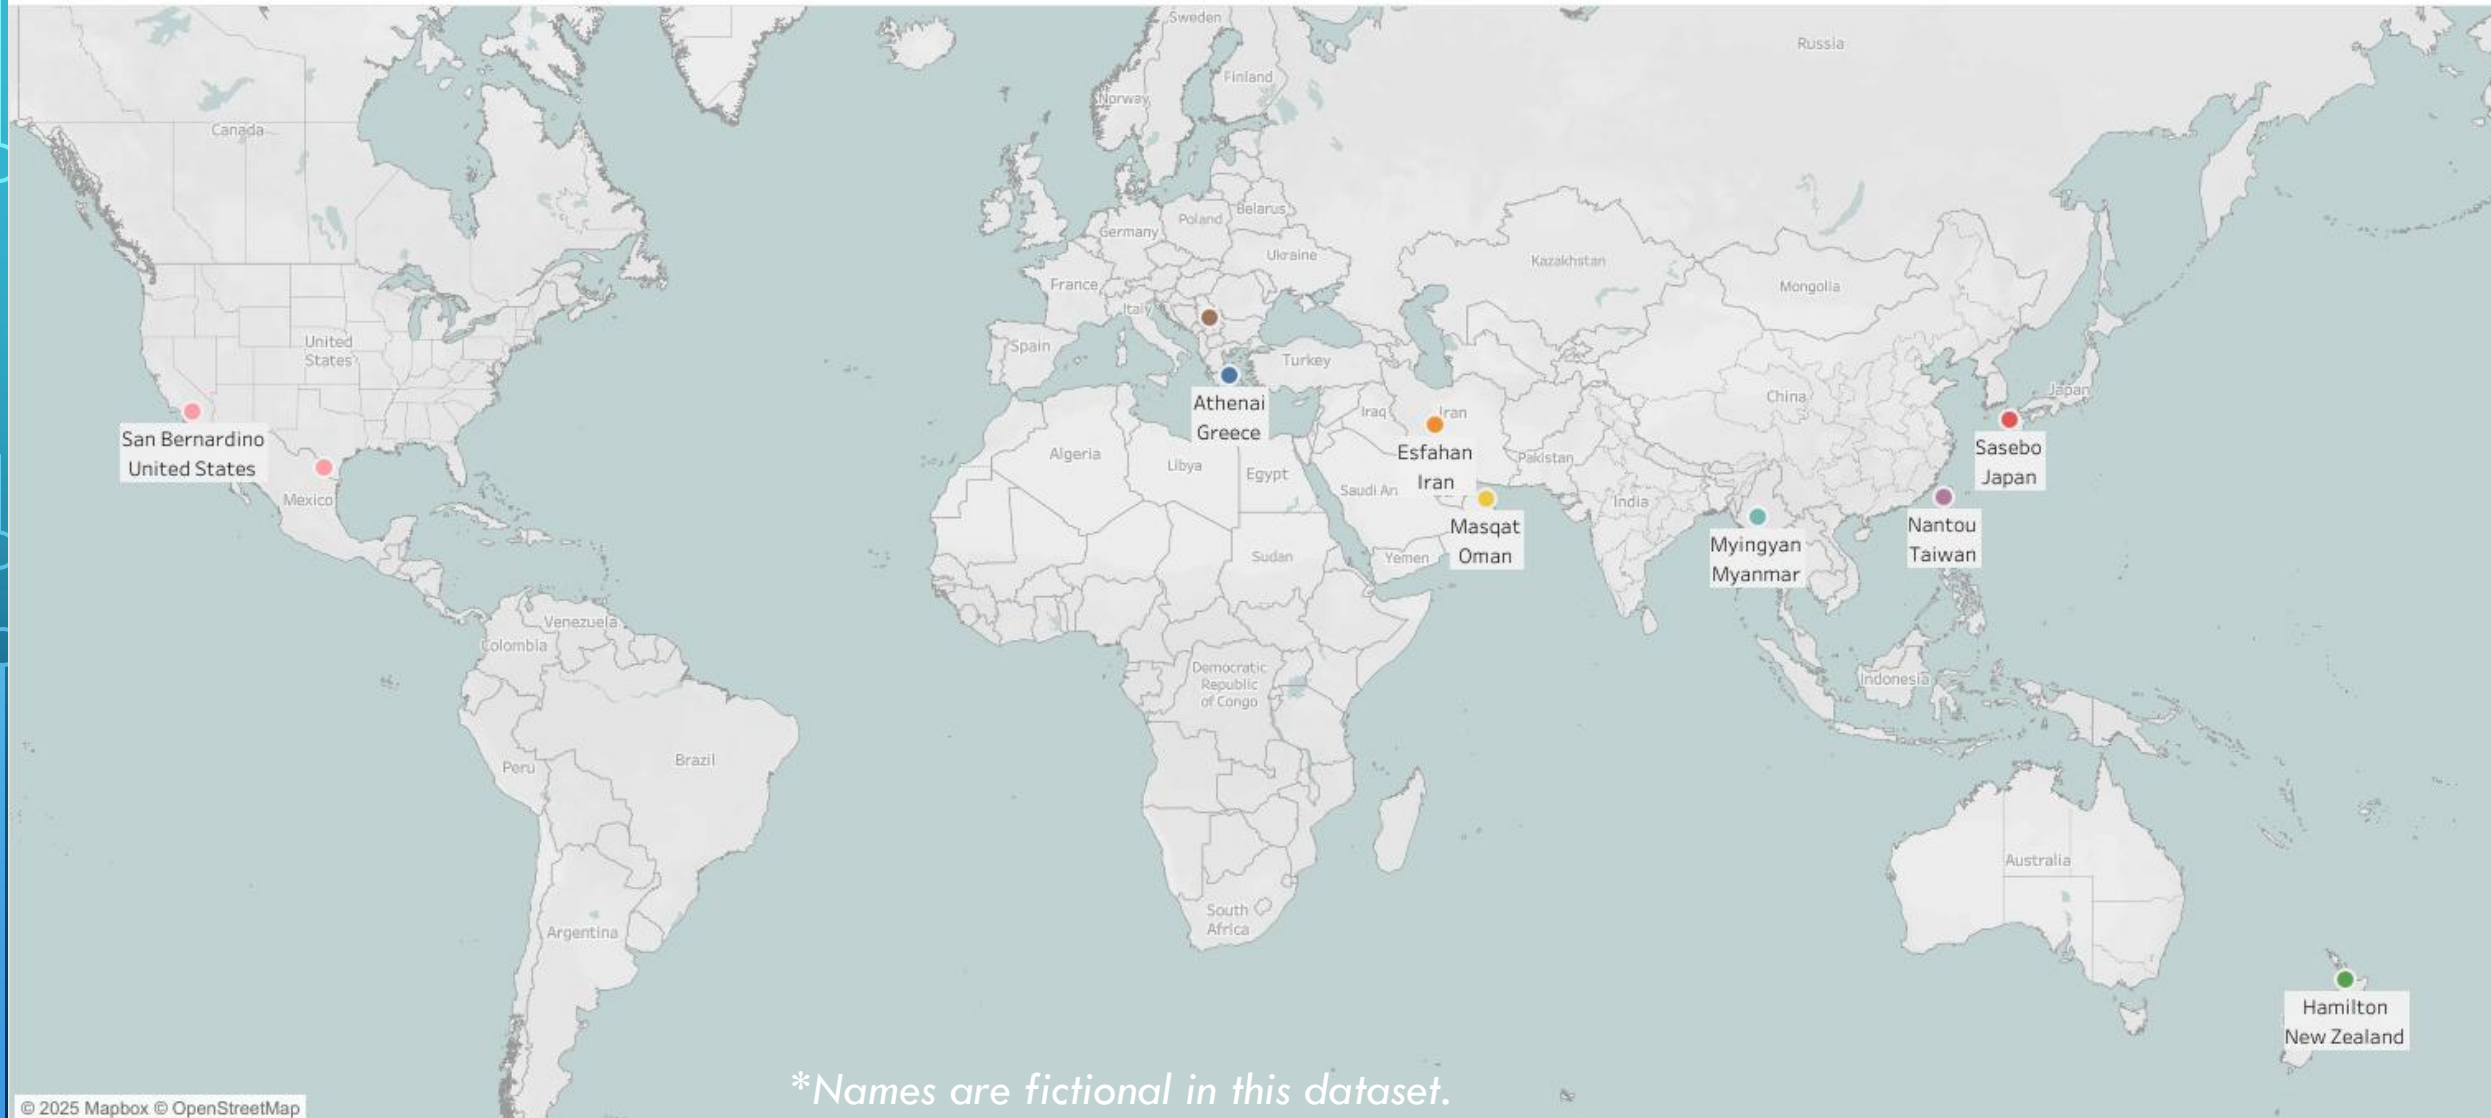 Sweden
Russia
Finland
Norway
Canada
Belarus
Poland
Germany
Ukraine
Kazakhstan
France
Mongolia
Italy
United
States
Spain
Turkey
Japan
China
Athenai
Greece
Iraq
Iran
San Bernardino
United States
Algeria
Libya
Egypt
Esfahan
Iran
Pakistan
Sasebo
Japan
Mexico
Saudi An
India
Masqat
Oman
Nantou
Taiwan
Myingyan
Myanmar
Sudan
Yemen
Venezuela
Colombia
Democratic
Republic
of Congo
Indonesia
Peru
Brazil
Australia
South
Africa
Argentina
Hamilton
New Zealand
*Names are fictional in this dataset.
© 2025 Mapbox © OpenStreetMap